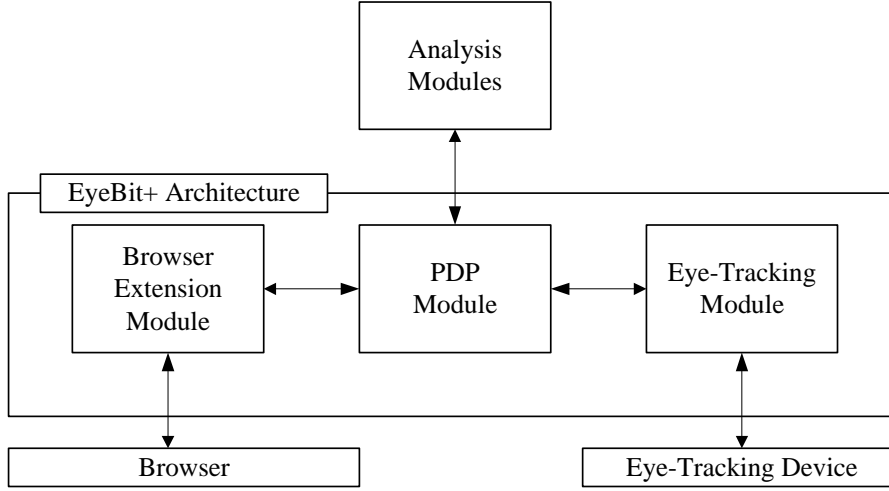 Analysis
Modules
EyeBit+ Architecture
Browser
Extension
Module
PDP
Module
Eye-Tracking
Module
Browser
Eye-Tracking Device